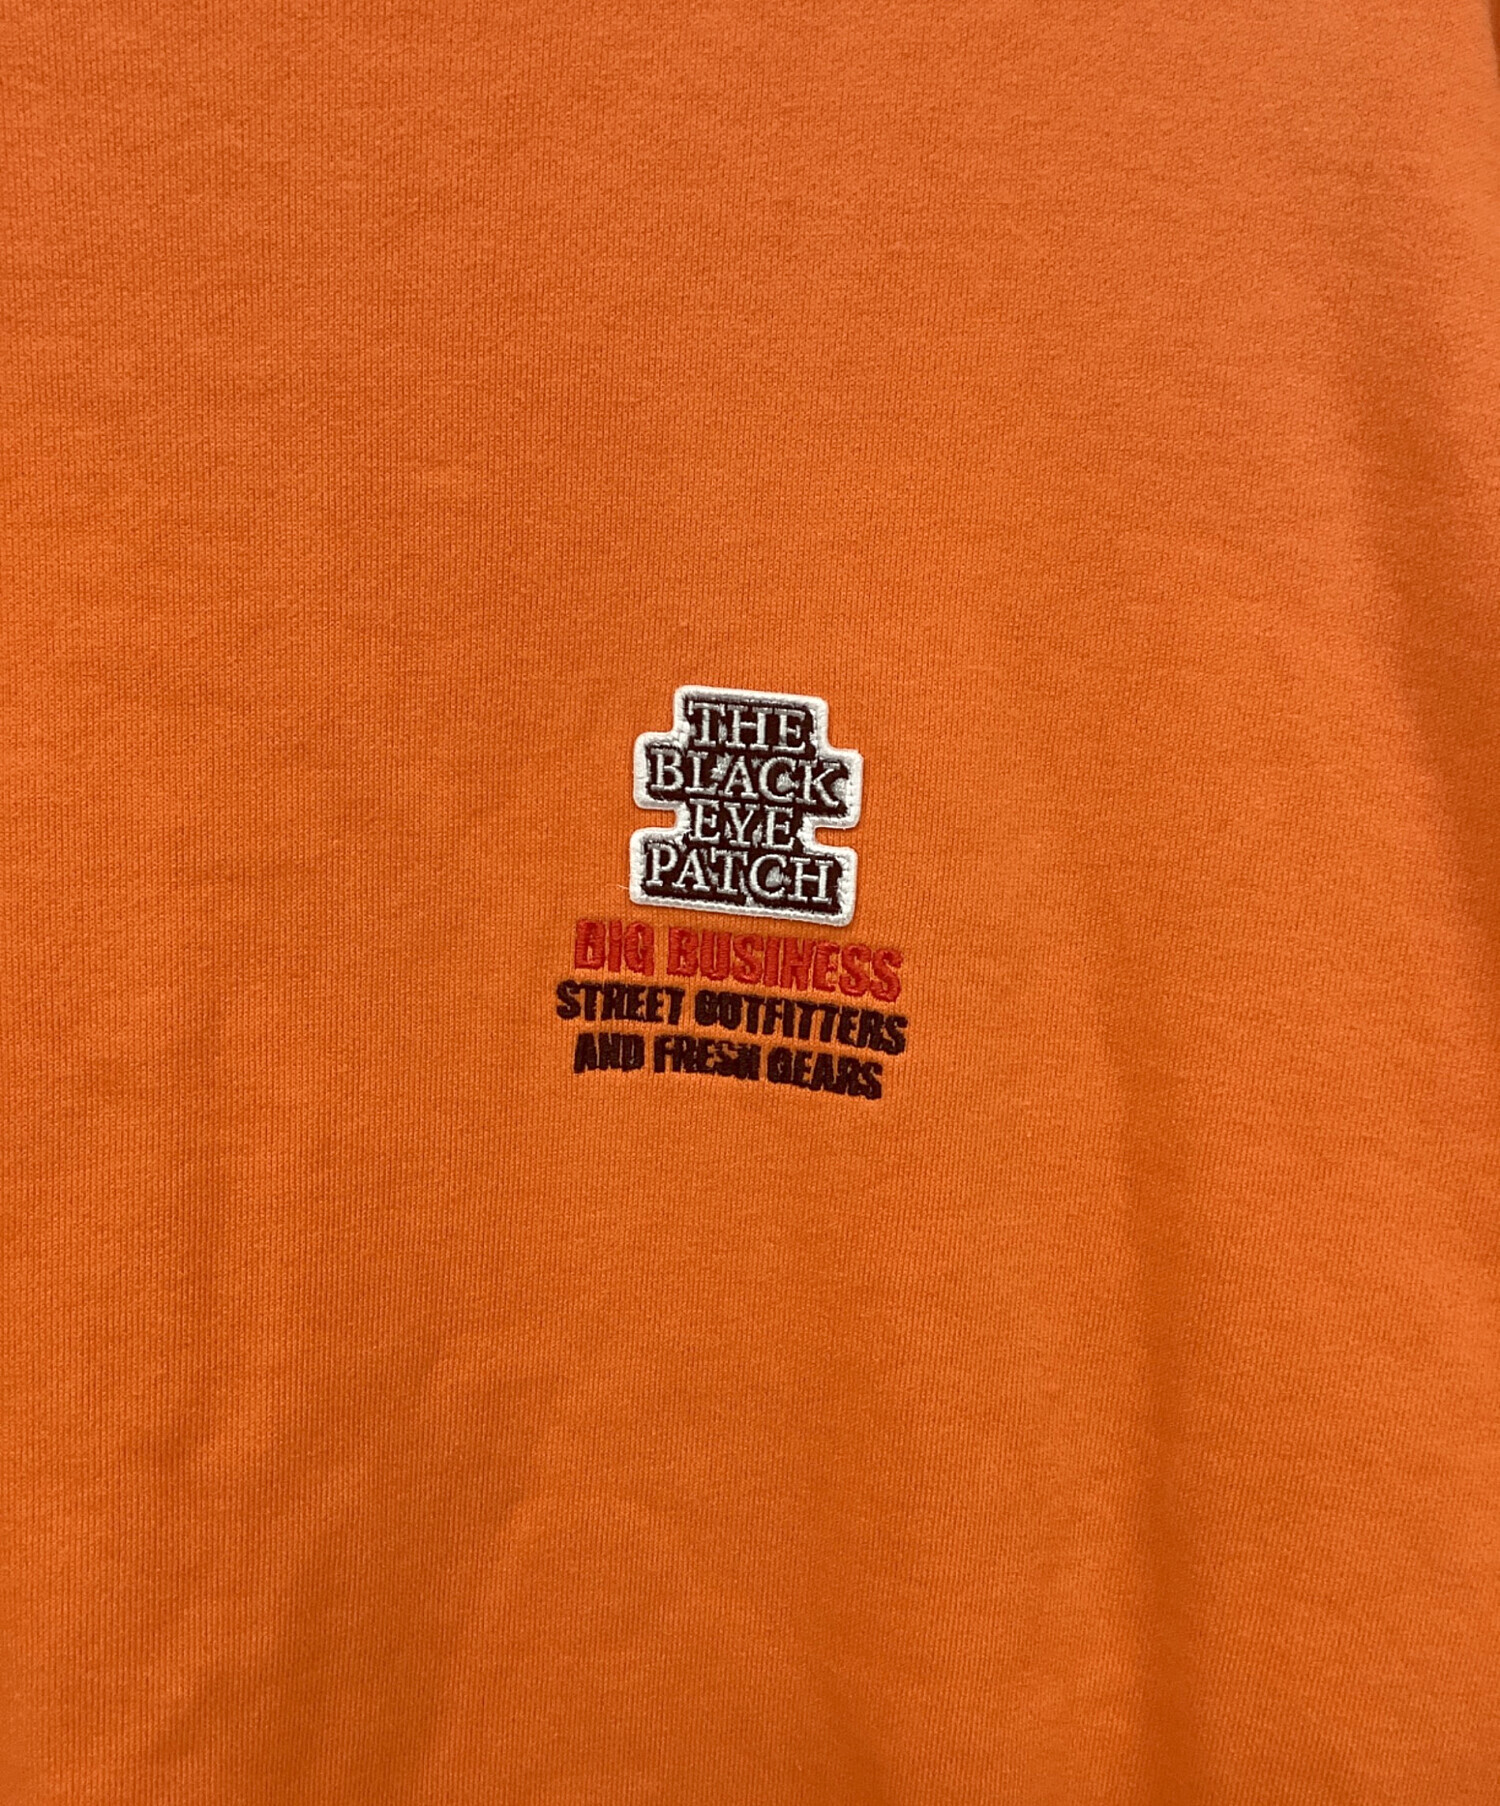 THE
BLACK
EYE
PATCH
BIG BUSINESS
STREET OUTFITTERS
AND FRESH GEARS